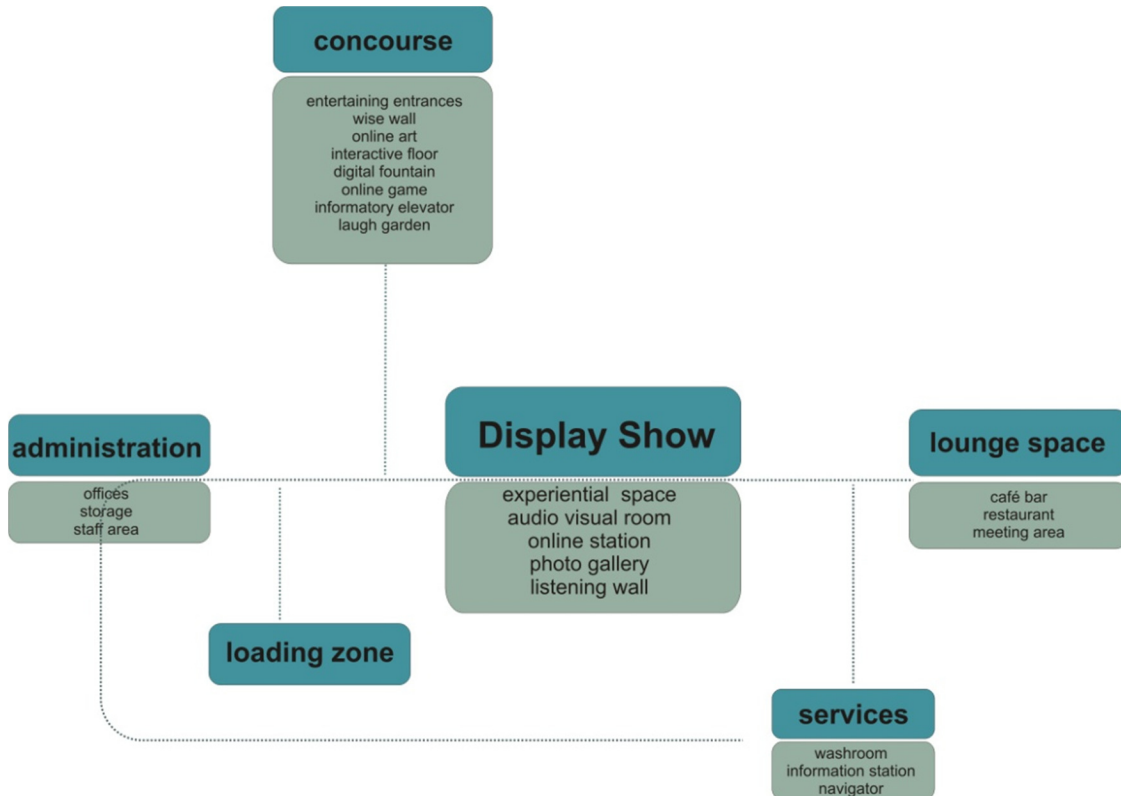 concourse
entertaining entrances
wise wall
online art
interactive floor
digital fountain
online game
informatory elevator
laugh garden
administration
offices
storage
staff area
Display Show
experiential space
audio visual room
online station
photo gallery
listening wall
lounge space
café bar
restaurant
meeting area
loading zone
services
washroom
information station
navigator